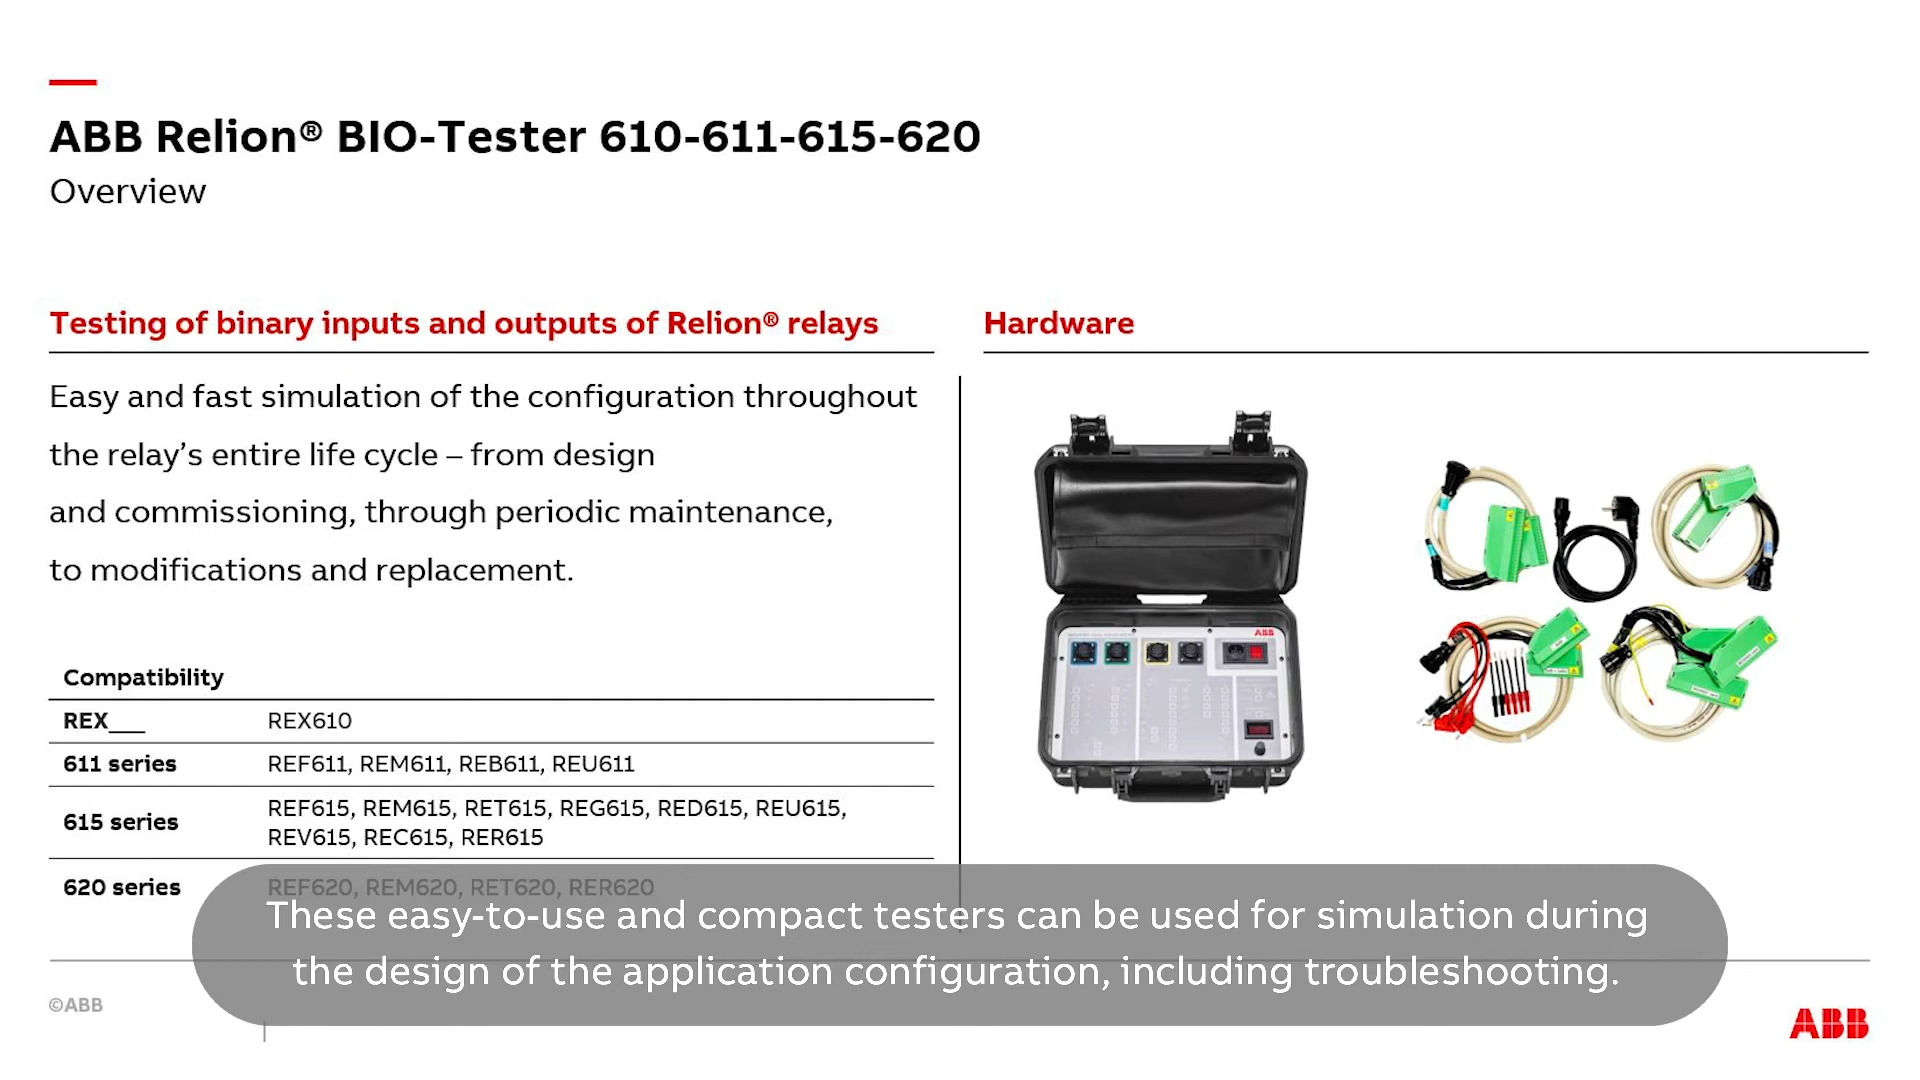 ABB Relion® BIO-Tester 610-611-615-620
Overview
Testing of binary inputs and outputs of Relion® relays
Easy and fast simulation of the configuration throughout
the relay’s entire life cycle – from design
and commissioning, through periodic maintenance,
to modifications and replacement.
Compatibility
REX___ REX610
611 series REF611, REM611, REB611, REU611
615 series REF615, REM615, RET615, REG615, RED615, REU615,
REV615, REC615, RER615
620 series REF620, REM620, RET620, RER620
Hardware
ABB
These easy-to-use and compact testers can be used for simulation during
the design of the application configuration, including troubleshooting.
©ABB
ABB